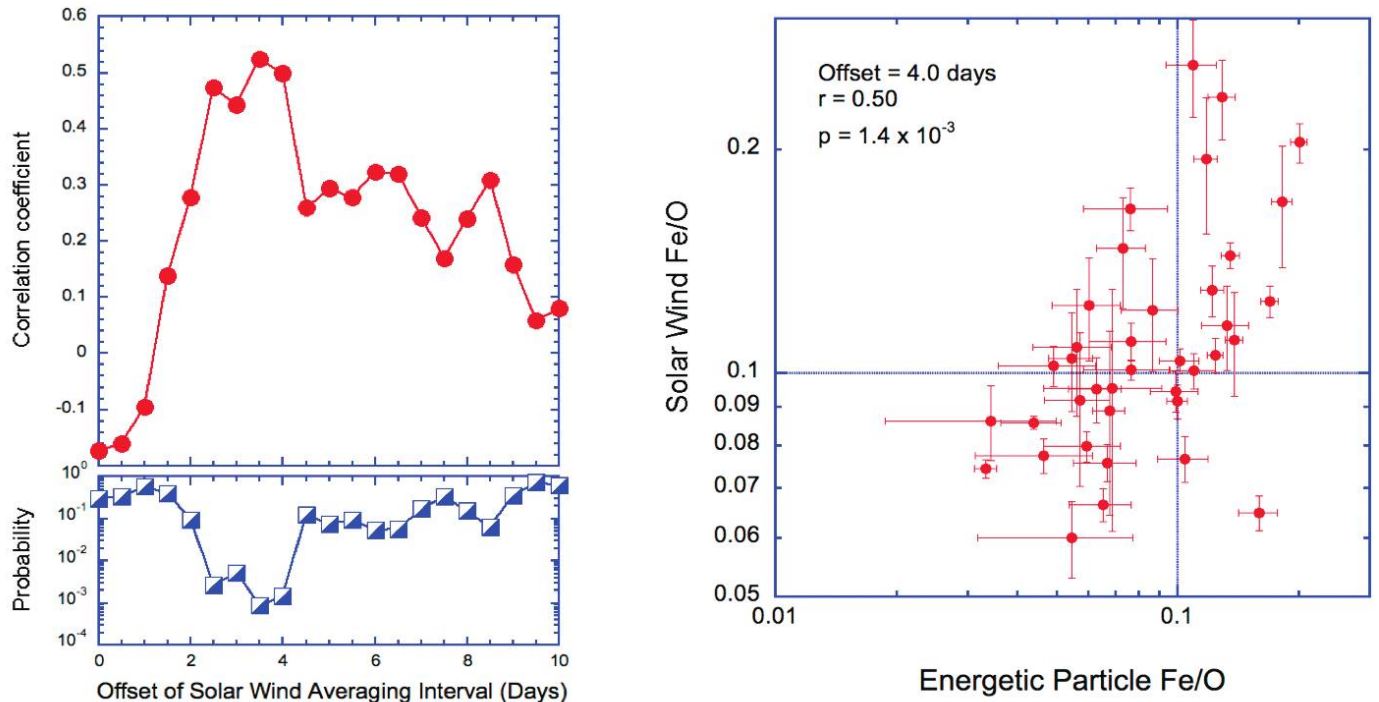 0.6
0.5
0.4
0.3
0.2
0.1
0
-0.1
Correlation coefficient
10⁰
10⁻¹
10⁻²
10⁻³
10⁻⁴
Probability
0 2 4 6 8 10
Offset of Solar Wind Averaging Interval (Days)
Offset = 4.0 days
r = 0.50
p = 1.4 x 10⁻³
Solar Wind Fe/O
0.2
0.1
0.09
0.08
0.07
0.06
0.05
0.01 0.1
Energetic Particle Fe/O